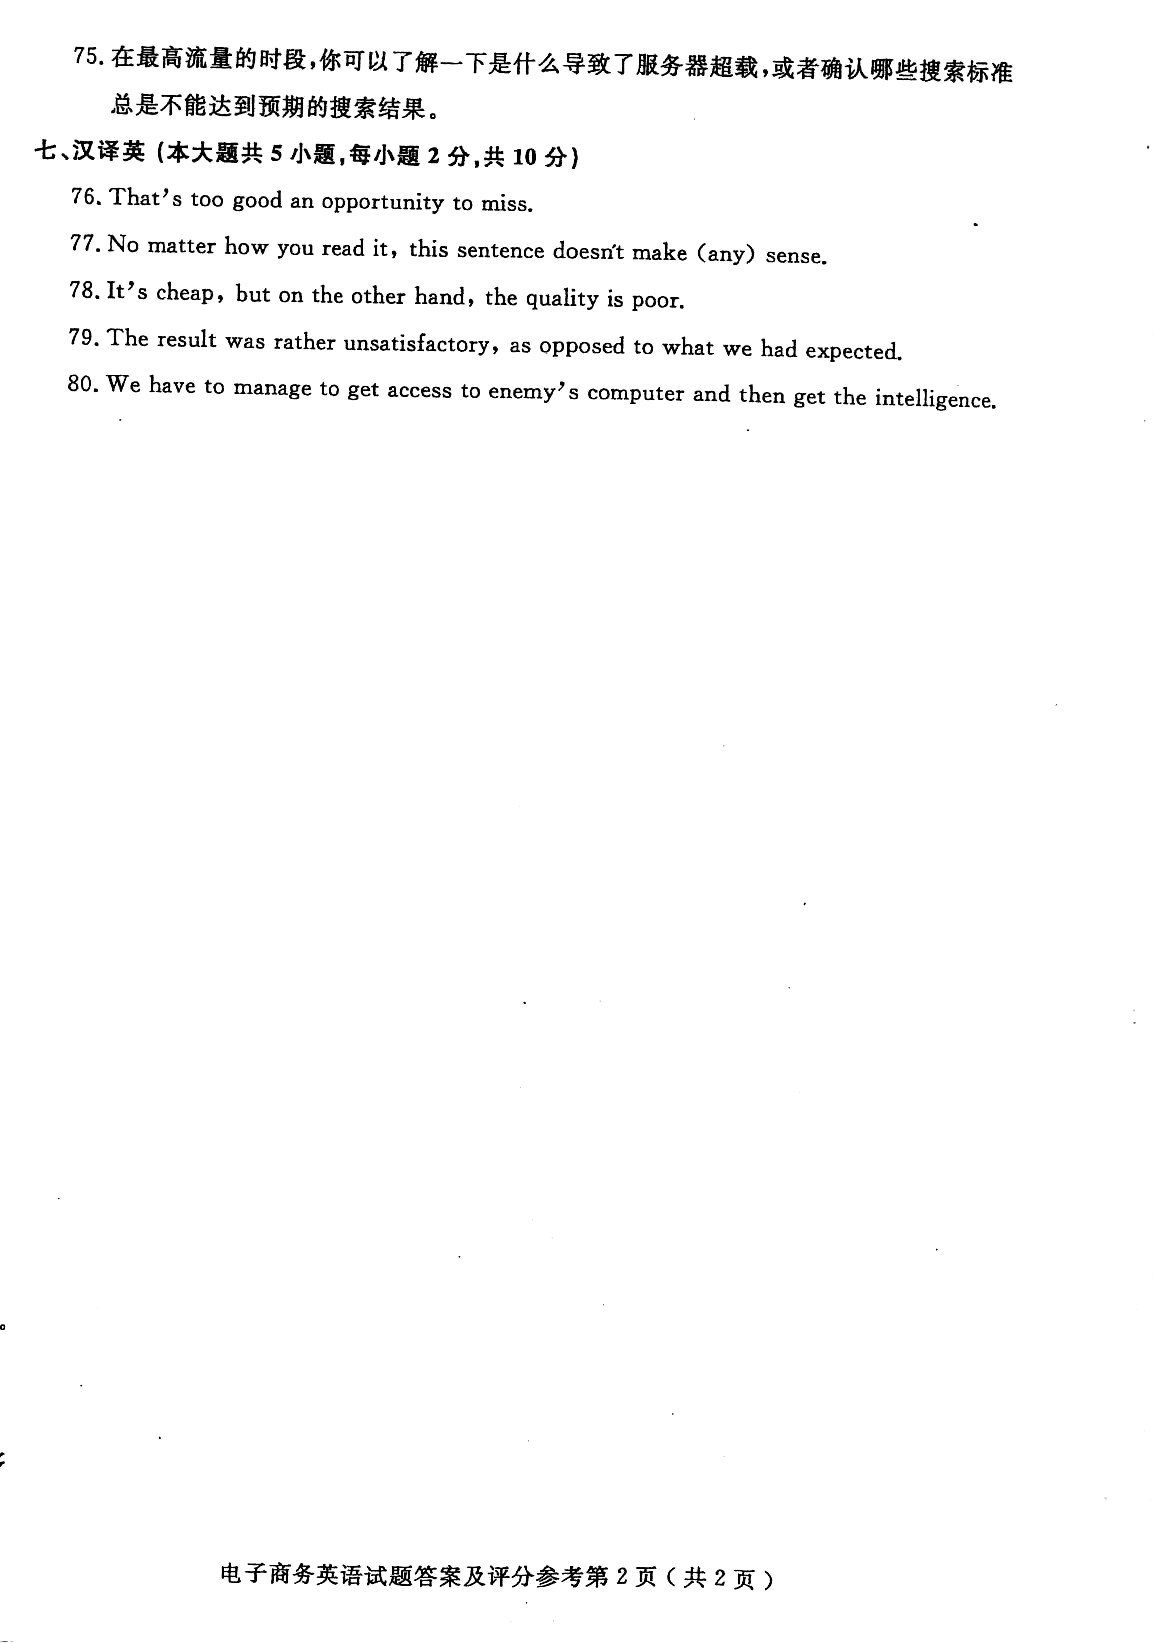 75. 在最高流量的时段,你可以了解一下是什么导致了服务器超载,或者确认哪些搜索标准
总是不能达到预期的搜索结果。
七、汉译英 (本大题共 5 小题,每小题 2 分,共 10 分)
76. That's too good an opportunity to miss.
77. No matter how you read it, this sentence doesn't make (any) sense.
78. It's cheap, but on the other hand, the quality is poor.
79. The result was rather unsatisfactory, as opposed to what we had expected.
80. We have to manage to get access to enemy's computer and then get the intelligence.
电子商务英语试题答案及评分参考第 2 页 ( 共 2 页 )